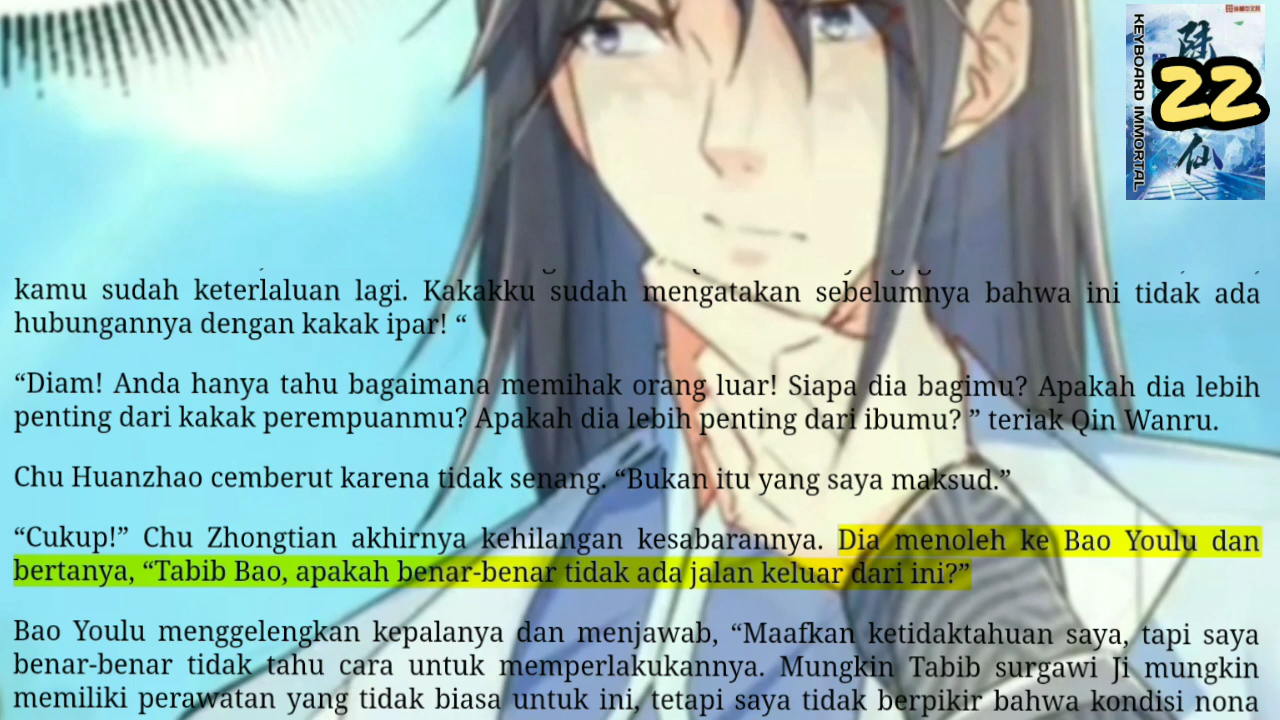 KEYBOARD IMMORTAL
22
仙
kamu sudah keterlaluan lagi. Kakakku sudah mengatakan sebelumnya bahwa ini tidak ada
hubungannya dengan kakak ipar! “
“Diam! Anda hanya tahu bagaimana memihak orang luar! Siapa dia bagimu? Apakah dia lebih
penting dari kakak perempuanmu? Apakah dia lebih penting dari ibumu? ” teriak Qin Wanru.
Chu Huanzhao cemberut karena tidak senang. “Bukan itu yang saya maksud.”
“Cukup!” Chu Zhongtian akhirnya kehilangan kesabarannya. Dia menoleh ke Bao Youlu dan
bertanya, “Tabib Bao, apakah benar-benar tidak ada jalan keluar dari ini?”
Bao Youlu menggelengkan kepalanya dan menjawab, “Maafkan ketidaktahuan saya, tapi saya
benar-benar tidak tahu cara untuk memperlakukannya. Mungkin Tabib surgawi Ji mungkin
memiliki perawatan yang tidak biasa untuk ini, tetapi saya tidak berpikir bahwa kondisi nona